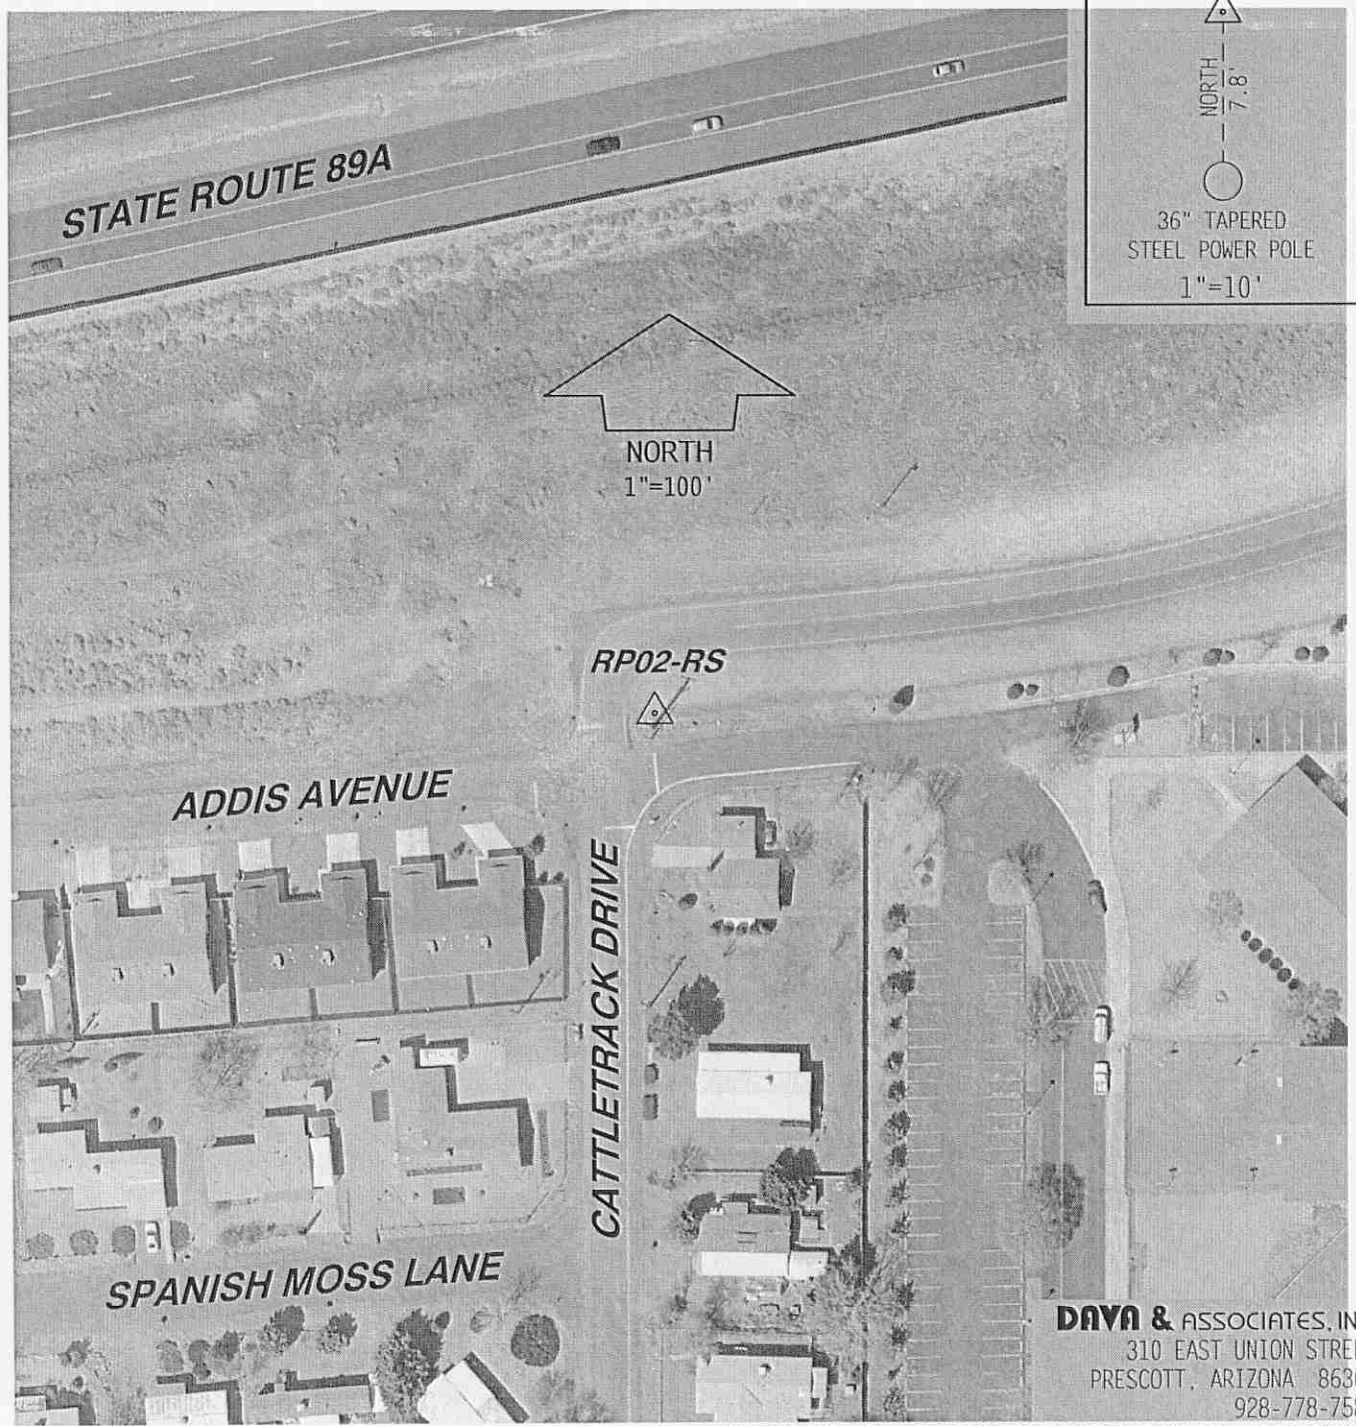 NORTH
7.8'
36" TAPERED
STEEL POWER POLE
1"=10'
STATE ROUTE 89A
NORTH
1"=100'
RP02-RS
ADDIS AVENUE
CATTLETRACK DRIVE
SPANISH MOSS LANE
DAVA & ASSOCIATES, IN
310 EAST UNION STREE
PRESCOTT, ARIZONA 863
928-778-75